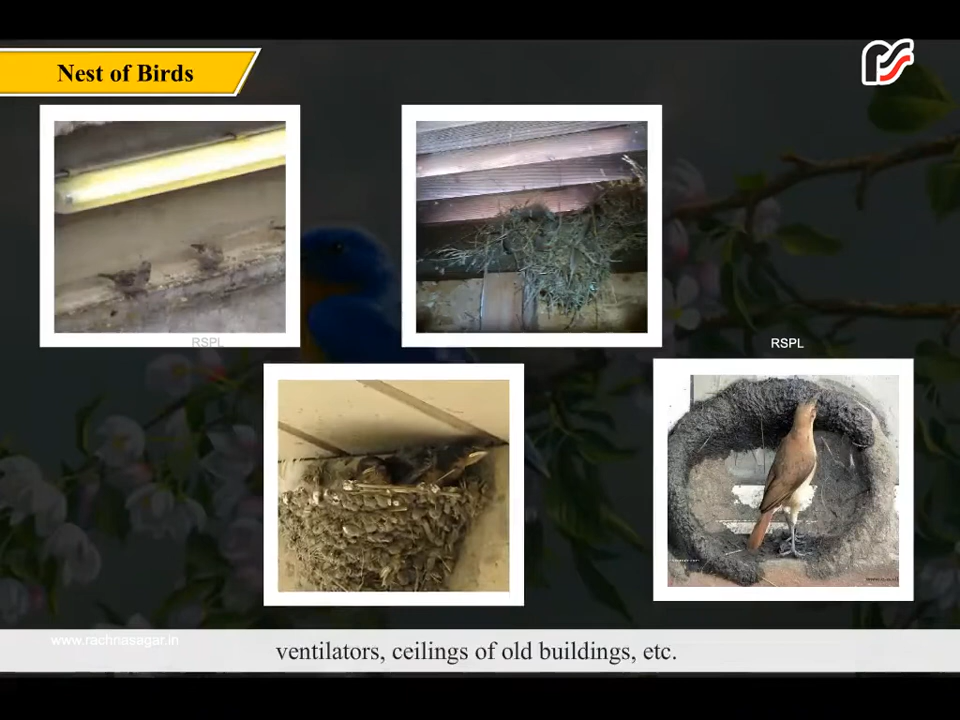 Nest of Birds
RSPL
RSPL
www.rachnasagar.in
ventilators, ceilings of old buildings, etc.